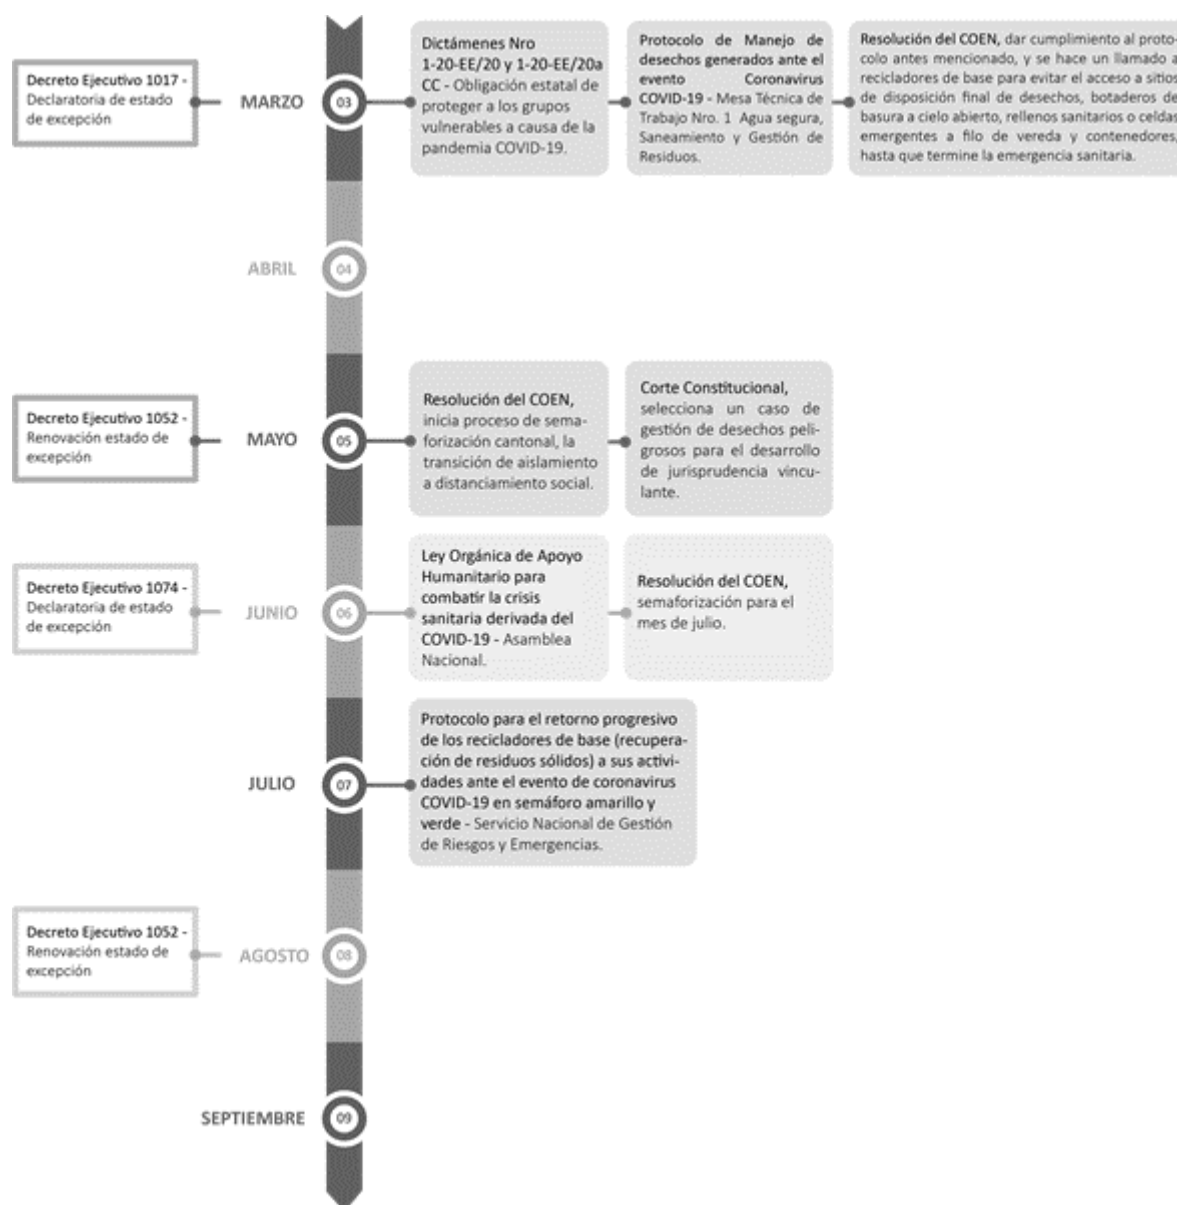 Decreto Ejecutivo 1017 -
Declaratoria de estado
de excepción
MARZO
03
Dictámenes Nro
1-20-EE/20 y 1-20-EE/20a
CC - Obligación estatal de
proteger a los grupos
vulnerables a causa de la
pandemia COVID-19.
Protocolo de Manejo de
desechos generados ante el
evento Coronavirus
COVID-19 - Mesa Técnica de
Trabajo Nro. 1 Agua segura,
Saneamiento y Gestión de
Residuos.
Resolución del COEN, dar cumplimiento al proto-
colo antes mencionado, y se hace un llamado a
recicladores de base para evitar el acceso a sitios
de disposición final de desechos, botaderos de
basura a cielo abierto, rellenos sanitarios o celdas
emergentes a filo de vereda y contenedores,
hasta que termine la emergencia sanitaria.
ABRIL
04
Decreto Ejecutivo 1052 -
Renovación estado de
excepción
MAYO
05
Resolución del COEN,
inicia proceso de sema-
forización cantonal, la
transición de aislamiento
a distanciamiento social.
Corte Constitucional,
selecciona un caso de
gestión de desechos peli-
grosos para el desarrollo
de jurisprudencia vincu-
lante.
Decreto Ejecutivo 1074 -
Declaratoria de estado
de excepción
JUNIO
06
Ley Orgánica de Apoyo
Humanitario para
combatir la crisis
sanitaria derivada del
COVID-19 - Asamblea
Nacional.
Resolución del COEN,
semaforización para el
mes de julio.
JULIO
07
Protocolo para el retorno progresivo
de los recicladores de base (recupera-
ción de residuos sólidos) a sus activi-
dades ante el evento de coronavirus
COVID-19 en semáforo amarillo y
verde - Servicio Nacional de Gestión
de Riesgos y Emergencias.
Decreto Ejecutivo 1052 -
Renovación estado de
excepción
AGOSTO
08
SEPTIEMBRE
09